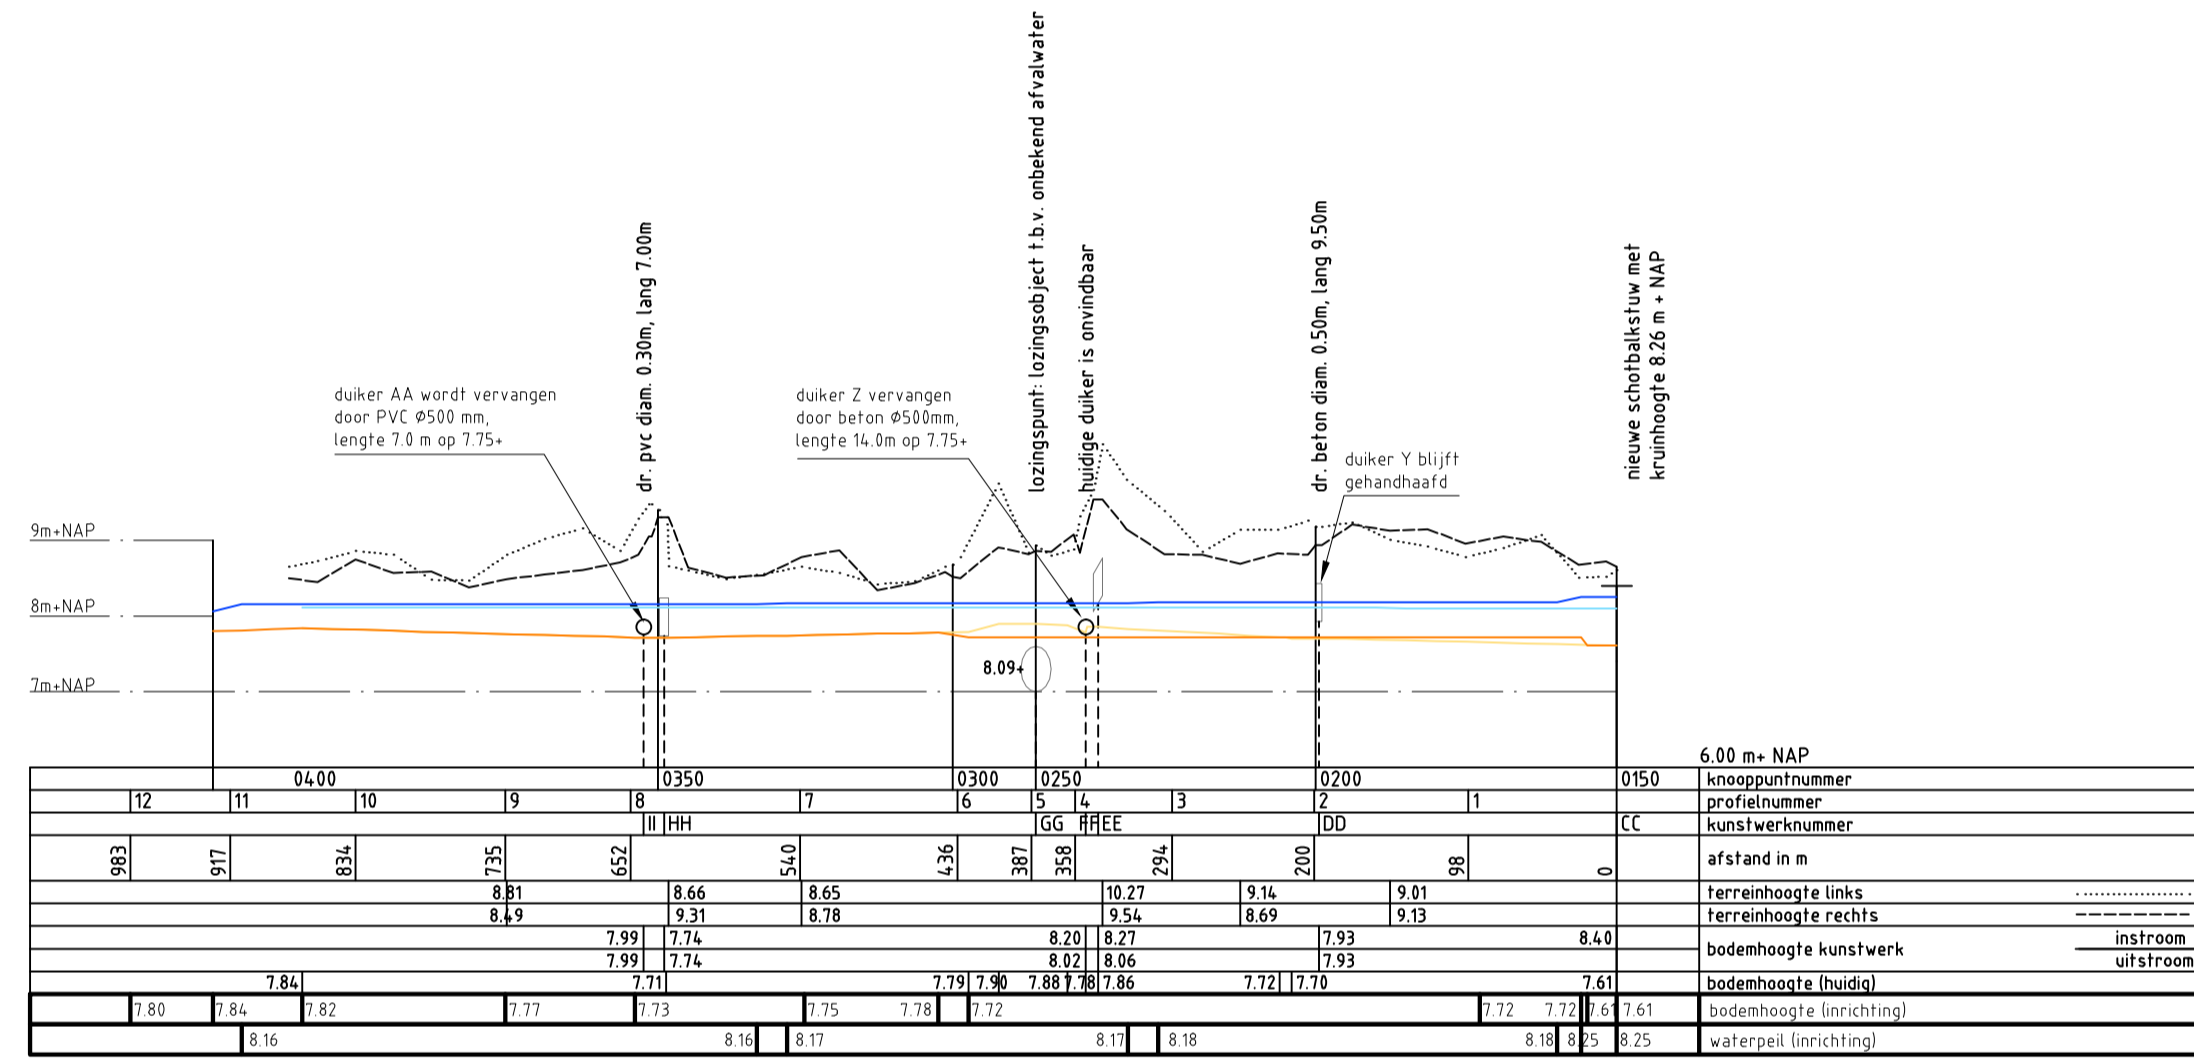 lozingspunt: lozingsobject t.b.v. onbekend afvalwater
huidige duiker is onvindbaar
dr. pvc diam. 0.30m, lang 7.00m
dr. beton diam. 0.50m, lang 9.50m
nieuwe schotbalkstuw met
kruinhoogte 8.26 m + NAP
duiker AA wordt vervangen
door PVC Ø500 mm,
lengte 7.0 m op 7.75+
duiker Z vervangen
door beton Ø500mm,
lengte 14.0m op 7.75+
duiker Y blijft
gehandhaafd
9m+NAP
8m+NAP
7m+NAP
8.09+
6.00 m+ NAP
0400 0350 0300 0250 0200 0150 knooppuntnummer
12 11 10 9 8 7 6 5 4 3 2 1 profielnummer
II HH GG FF EE DD CC kunstwerknummer
983 917 834 735 652 540 436 387 358 294 200 98 0 afstand in m
8.81 8.66 8.65 10.27 9.14 9.01 terreinhoogte links
8.49 9.31 8.78 9.54 8.69 9.13 terreinhoogte rechts
7.99 7.74 8.20 8.27 7.93 8.40 instroom
bodemhoogte kunstwerk
7.99 7.74 8.02 8.06 7.93 uitstroom
7.84 7.71 7.79 7.90 7.88 7.78 7.86 7.72 7.70 7.61 bodemhoogte (huidig)
7.80 7.84 7.82 7.77 7.73 7.75 7.78 7.72 7.72 7.72 7.61 7.61 bodemhoogte (inrichting)
8.16 8.16 8.17 8.17 8.18 8.18 8.25 8.25 waterpeil (inrichting)